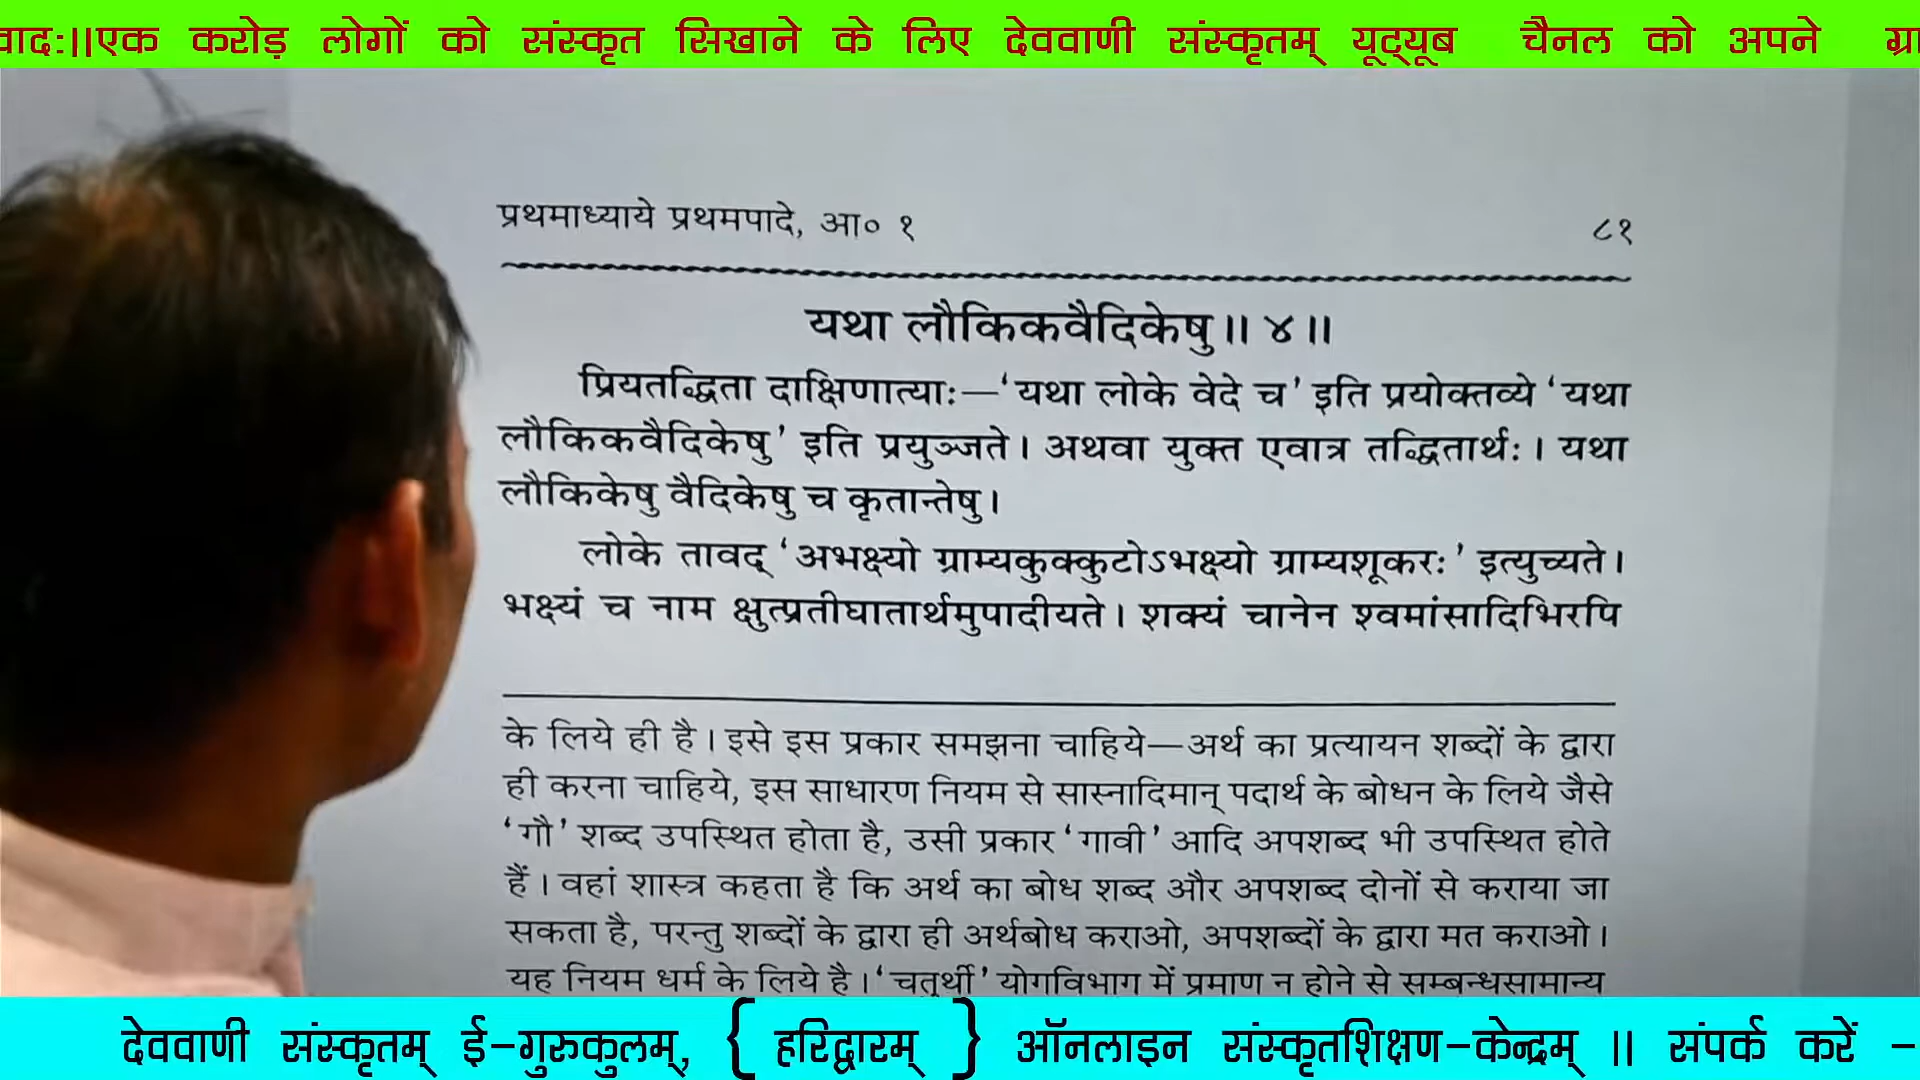 वादः॥एक करोड़ लोगों को संस्कृत सिखाने के लिए देववाणी संस्कृतम् यूट्यूब चैनल को अपने ग्रा
प्रथमाध्याये प्रथमपादे, आ० १ ८१
यथा लौकिकवैदिकेषु॥ ४॥
प्रियतद्धिता दाक्षिणात्याः—‘यथा लोके वेदे च’ इति प्रयोक्तव्ये ‘यथा
लौकिकवैदिकेषु’ इति प्रयुञ्जते। अथवा युक्त एवात्र तद्धितार्थः। यथा
लौकिकेषु वैदिकेषु च कृतान्तेषु।
लोके तावद् ‘अभक्ष्यो ग्राम्यकुक्कुटोऽभक्ष्यो ग्राम्यशूकरः’ इत्युच्यते।
भक्ष्यं च नाम क्षुत्प्रतीघातार्थमुपादीयते। शक्यं चानेन श्वमांसादिभिरपि
के लिये ही है। इसे इस प्रकार समझना चाहिये—अर्थ का प्रत्यायन शब्दों के द्वारा
ही करना चाहिये, इस साधारण नियम से सास्नादिमान् पदार्थ के बोधन के लिये जैसे
‘गौ’ शब्द उपस्थित होता है, उसी प्रकार ‘गावी’ आदि अपशब्द भी उपस्थित होते
हैं। वहां शास्त्र कहता है कि अर्थ का बोध शब्द और अपशब्द दोनों से कराया जा
सकता है, परन्तु शब्दों के द्वारा ही अर्थबोध कराओ, अपशब्दों के द्वारा मत कराओ।
यह नियम धर्म के लिये है। ‘चतुर्थी’ योगविभाग में प्रमाण न होने से सम्बन्धसामान्य
देववाणी संस्कृतम् ई-गुरुकुलम्, { हरिद्वारम् } ऑनलाइन संस्कृतशिक्षण-केन्द्रम् ॥ संपर्क करें -